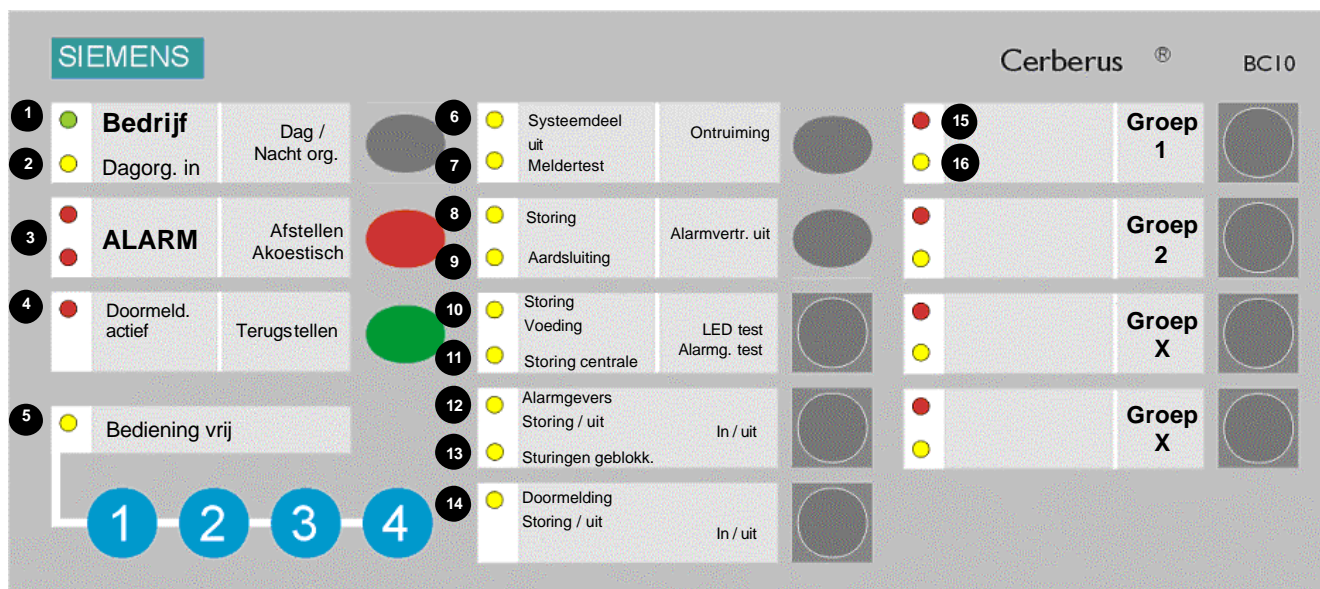 SIEMENS
Cerberus ® BC10
1
Bedrijf
2
Dagorg. in
Dag /
Nacht org.
3
ALARM
Afstellen
Akoestisch
4
Doormeld.
actief
Terugstellen
5
Bediening vrij
1 2 3 4
6
Systeemdeel
uit
7
Meldertest
Ontruiming
8
Storing
9
Aardsluiting
Alarmvertr. uit
10
Storing
Voeding
11
Storing centrale
LED test
Alarmg. test
12
Alarmgevers
Storing / uit
13
Sturingen geblokk.
In / uit
14
Doormelding
Storing / uit
In / uit
15
16
Groep
1
Groep
2
Groep
X
Groep
X